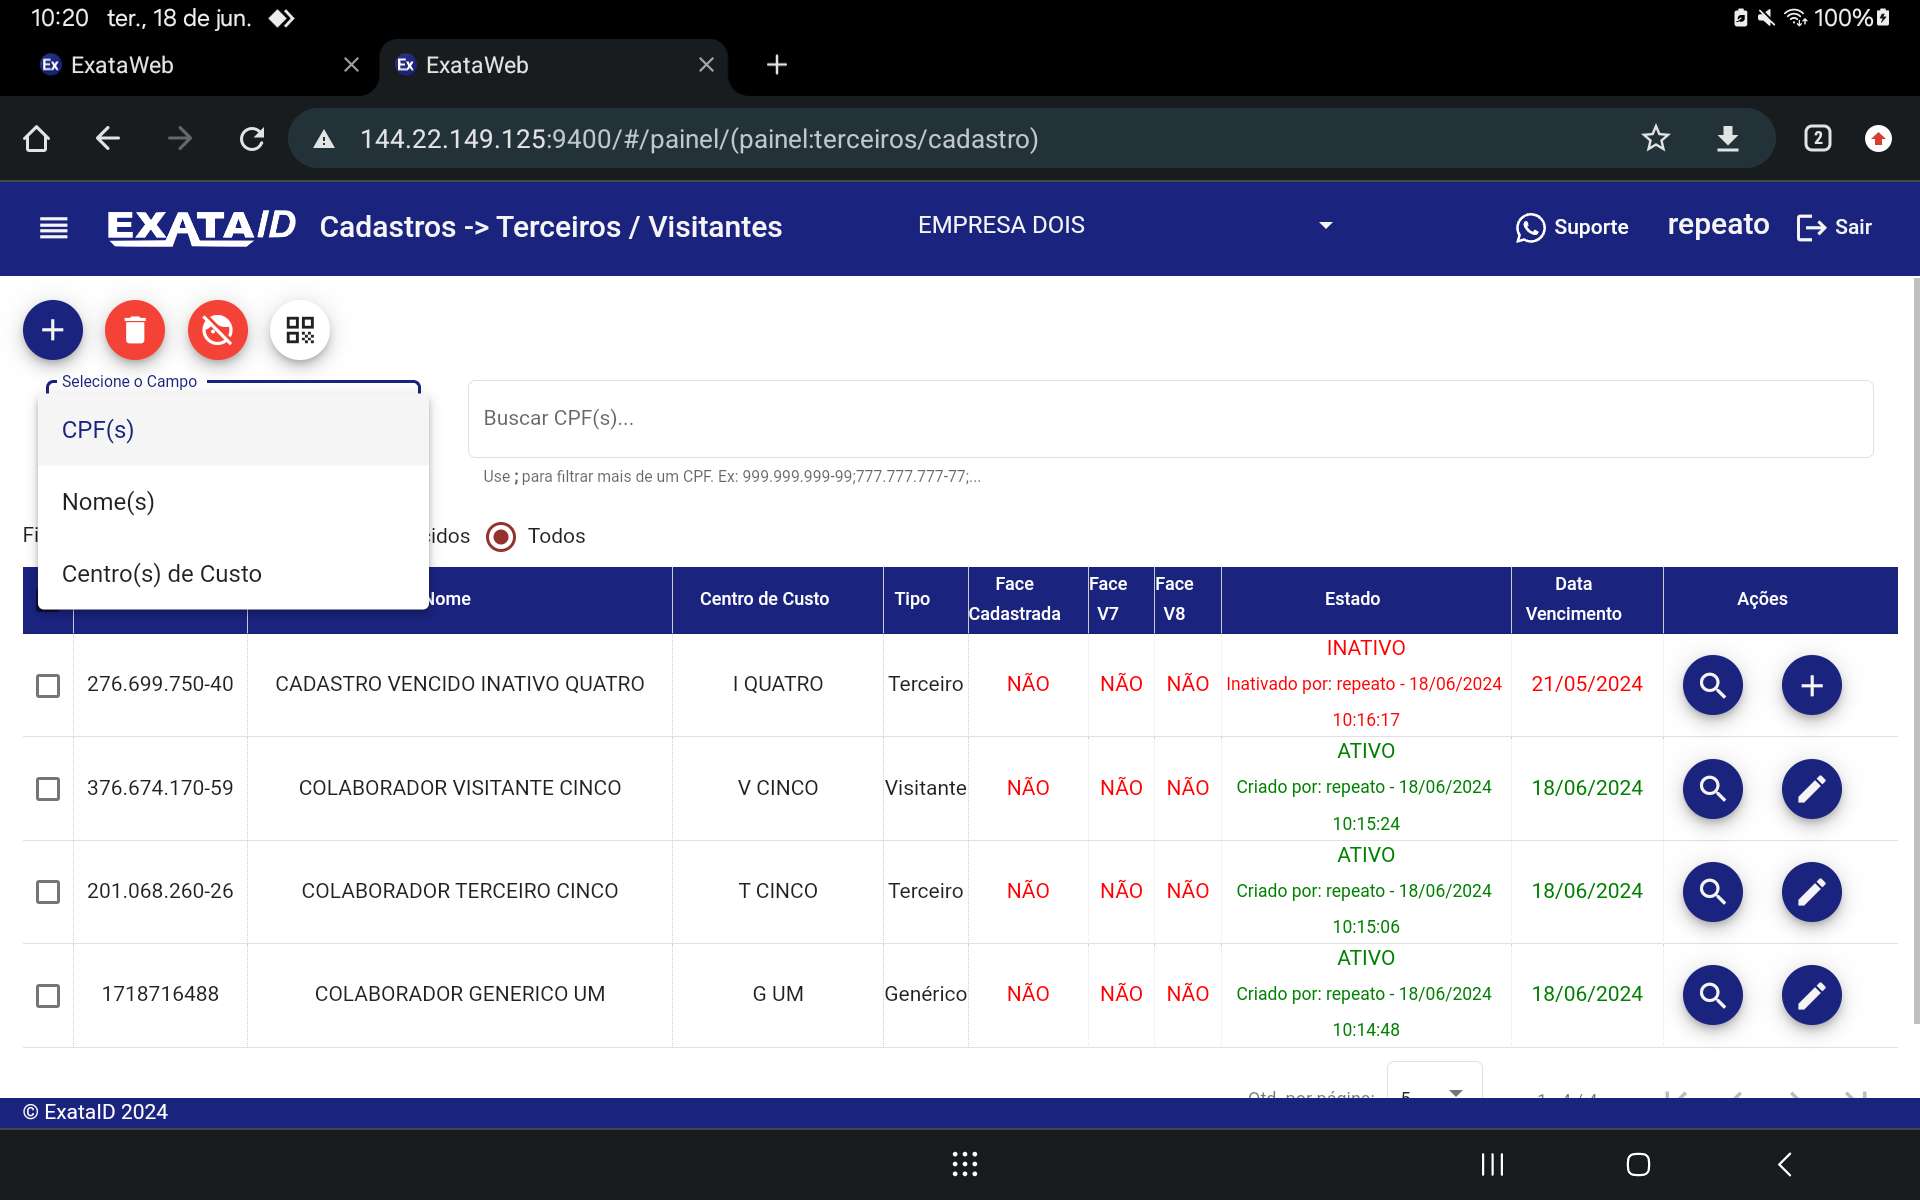 10:20 ter., 18 de jun. 100%
Ex ExataWeb Ex ExataWeb
144.22.149.125:9400/#/painel/(painel:terceiros/cadastro) 2
EXATAID Cadastros -> Terceiros / Visitantes EMPRESA DOIS Suporte repeato Sair
Selecione o Campo
CPF(s)
Nome(s)
Centro(s) de Custo
Buscar CPF(s)...
Use ; para filtrar mais de um CPF. Ex: 999.999.999-99;777.777.777-77;...
Todos
Nome Centro de Custo Tipo Face Cadastrada Face V7 Face V8 Estado Data Vencimento Ações
276.699.750-40 CADASTRO VENCIDO INATIVO QUATRO I QUATRO Terceiro NÃO NÃO NÃO INATIVO Inativado por: repeato - 18/06/2024 10:16:17 21/05/2024
376.674.170-59 COLABORADOR VISITANTE CINCO V CINCO Visitante NÃO NÃO NÃO ATIVO Criado por: repeato - 18/06/2024 10:15:24 18/06/2024
201.068.260-26 COLABORADOR TERCEIRO CINCO T CINCO Terceiro NÃO NÃO NÃO ATIVO Criado por: repeato - 18/06/2024 10:15:06 18/06/2024
1718716488 COLABORADOR GENERICO UM G UM Genérico NÃO NÃO NÃO ATIVO Criado por: repeato - 18/06/2024 10:14:48 18/06/2024
Qtd. por página: 5 1 - 4 / 4
© ExataID 2024